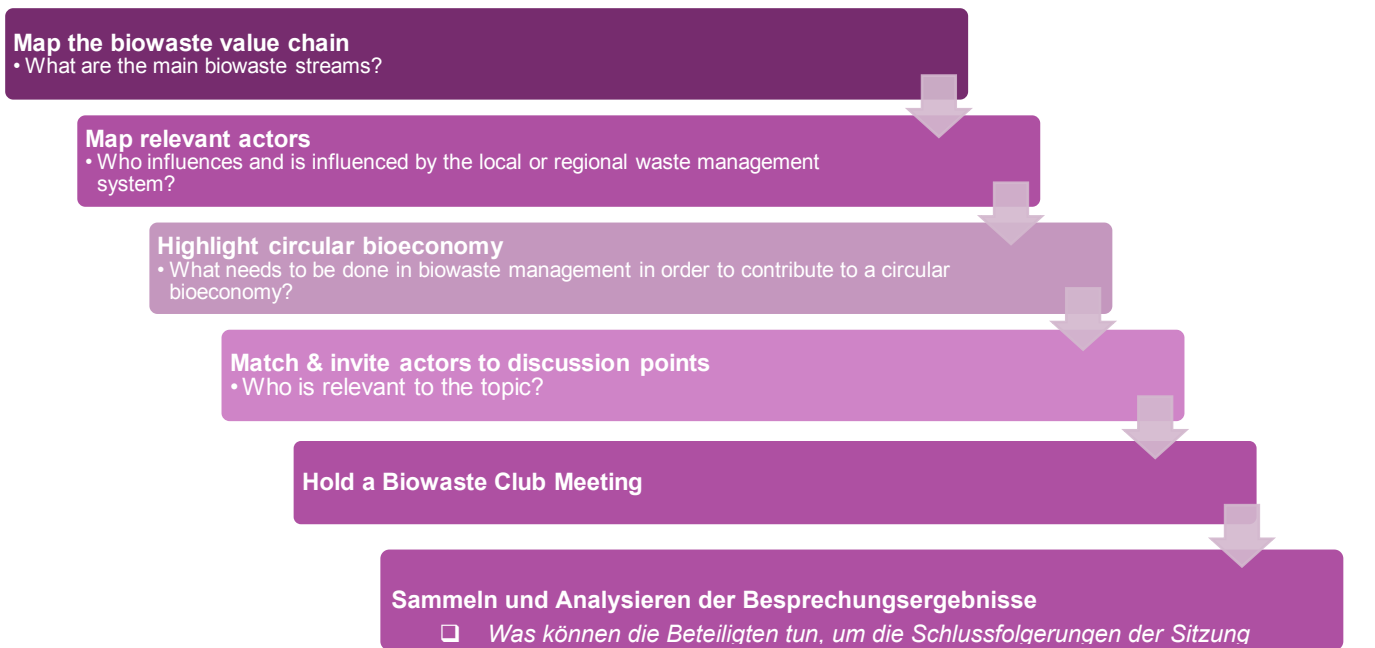 Map the biowaste value chain
• What are the main biowaste streams?
Map relevant actors
• Who influences and is influenced by the local or regional waste management
system?
Highlight circular bioeconomy
• What needs to be done in biowaste management in order to contribute to a circular
bioeconomy?
Match & invite actors to discussion points
• Who is relevant to the topic?
Hold a Biowaste Club Meeting
Sammeln und Analysieren der Besprechungsergebnisse
❑ Was können die Beteiligten tun, um die Schlussfolgerungen der Sitzung